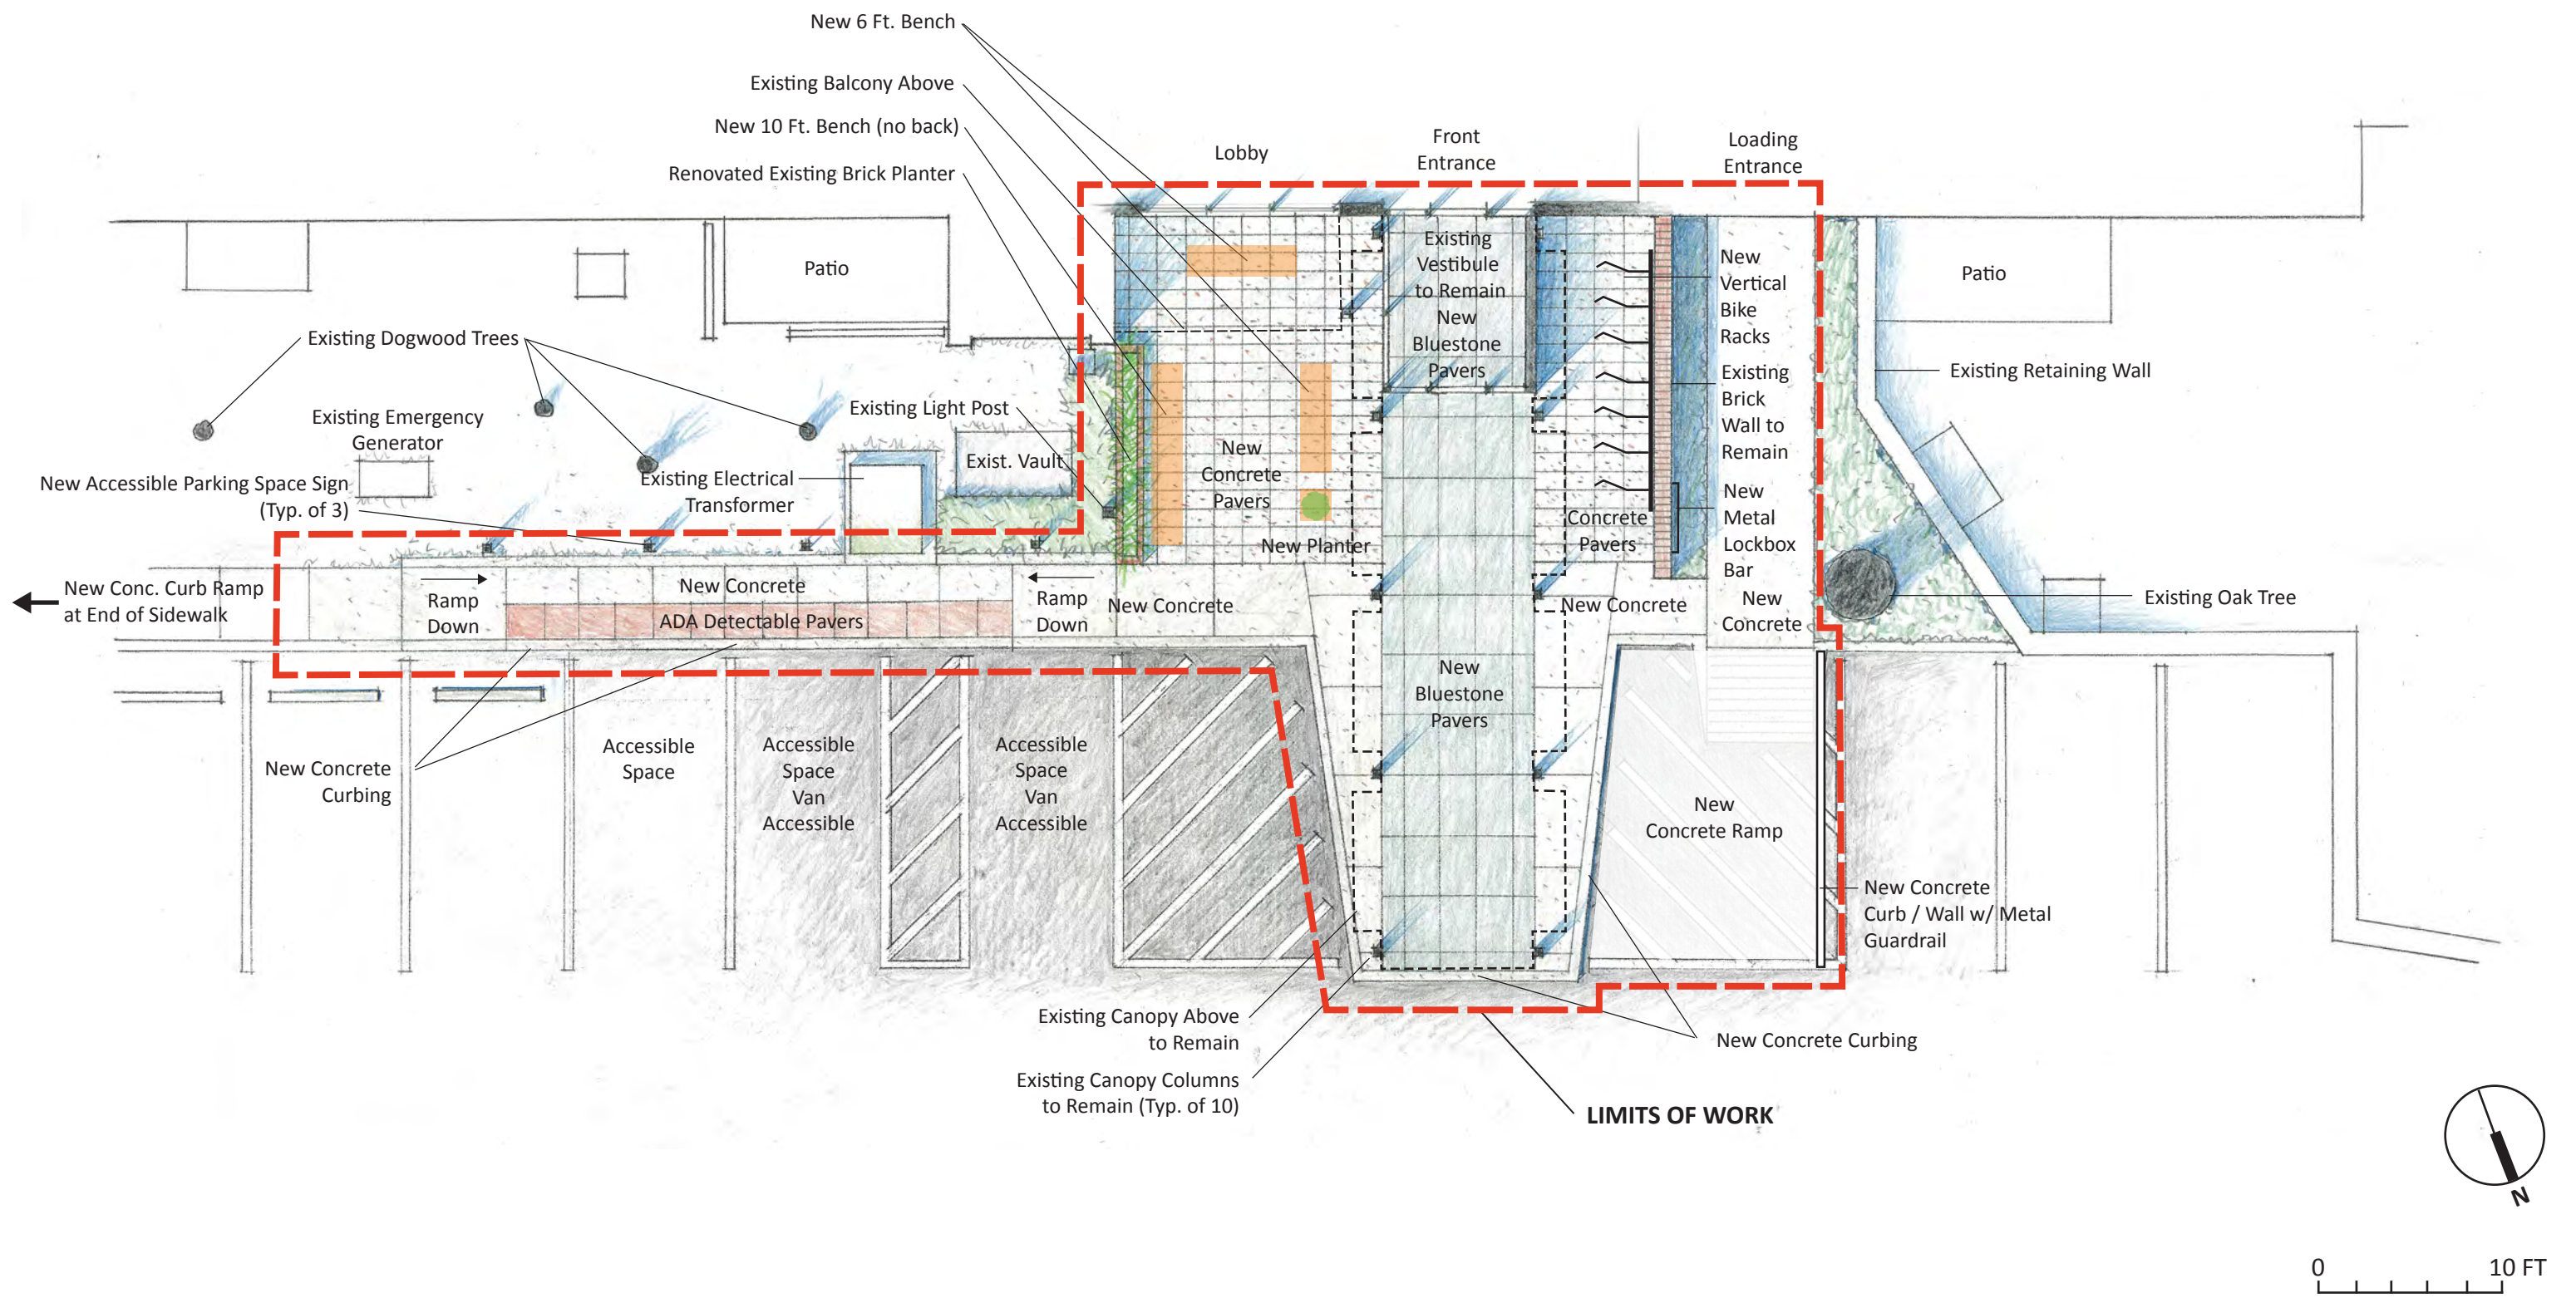 New 6 Ft. Bench
Existing Balcony Above
New 10 Ft. Bench (no back)
Renovated Existing Brick Planter
Lobby
Front
Entrance
Loading
Entrance
Patio
Existing
Vestibule
to Remain
New
Bluestone
Pavers
New
Vertical
Bike
Racks
Patio
Existing Dogwood Trees
Existing Retaining Wall
Existing
Brick
Wall to
Remain
Existing Emergency
Generator
Existing Light Post
Exist. Vault
New
Concrete
Pavers
New Accessible Parking Space Sign
(Typ. of 3)
Existing Electrical
Transformer
New
Metal
Lockbox
Bar
Concrete
Pavers
New Planter
New Conc. Curb Ramp
at End of Sidewalk
Ramp
Down
New Concrete
ADA Detectable Pavers
Ramp
Down
New Concrete
New Concrete
New
Concrete
Existing Oak Tree
New
Bluestone
Pavers
New Concrete
Curbing
Accessible
Space
Accessible
Space
Van
Accessible
Accessible
Space
Van
Accessible
New
Concrete Ramp
New Concrete
Curb / Wall w/ Metal
Guardrail
Existing Canopy Above
to Remain
New Concrete Curbing
Existing Canopy Columns
to Remain (Typ. of 10)
LIMITS OF WORK
N
0 10 FT